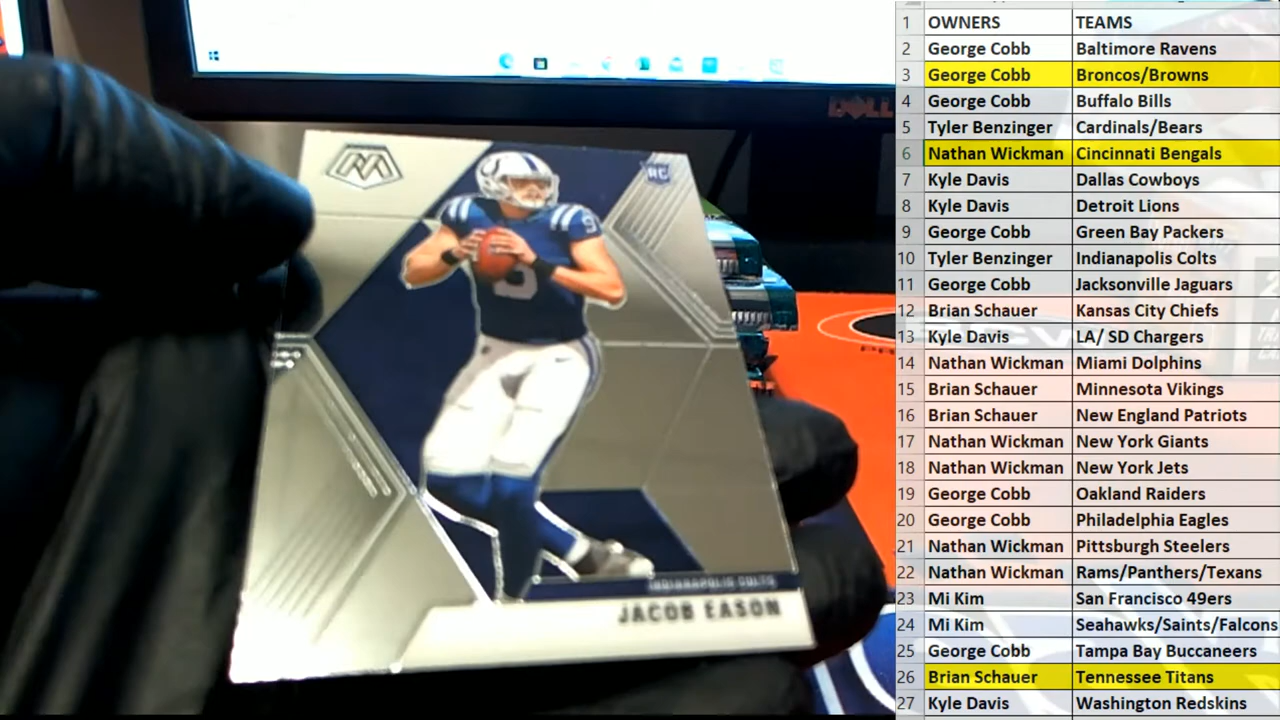 DELL
RC
9
INDIANAPOLIS COLTS
JACOB EASON
1 OWNERS TEAMS
2 George Cobb Baltimore Ravens
3 George Cobb Broncos/Browns
4 George Cobb Buffalo Bills
5 Tyler Benzinger Cardinals/Bears
6 Nathan Wickman Cincinnati Bengals
7 Kyle Davis Dallas Cowboys
8 Kyle Davis Detroit Lions
9 George Cobb Green Bay Packers
10 Tyler Benzinger Indianapolis Colts
11 George Cobb Jacksonville Jaguars
12 Brian Schauer Kansas City Chiefs
13 Kyle Davis LA/ SD Chargers
14 Nathan Wickman Miami Dolphins
15 Brian Schauer Minnesota Vikings
16 Brian Schauer New England Patriots
17 Nathan Wickman New York Giants
18 Nathan Wickman New York Jets
19 George Cobb Oakland Raiders
20 George Cobb Philadelphia Eagles
21 Nathan Wickman Pittsburgh Steelers
22 Nathan Wickman Rams/Panthers/Texans
23 Mi Kim San Francisco 49ers
24 Mi Kim Seahawks/Saints/Falcons
25 George Cobb Tampa Bay Buccaneers
26 Brian Schauer Tennessee Titans
27 Kyle Davis Washington Redskins